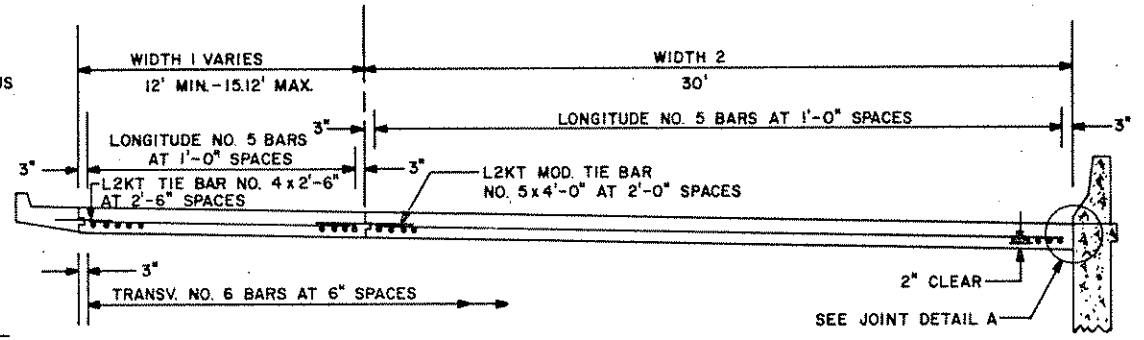 US
WIDTH 1 VARIES
12' MIN.-15.12' MAX.
WIDTH 2
30'
LONGITUDE NO. 5 BARS
AT 1'-0" SPACES
3"
LONGITUDE NO. 5 BARS AT 1'-0" SPACES
3"
3"
3"
L2KT TIE BAR NO. 4 x 2'-6"
AT 2'-6" SPACES
L2KT MOD. TIE BAR
NO. 5 x 4'-0" AT 2'-0" SPACES
3"
TRANSV. NO. 6 BARS AT 6" SPACES
2" CLEAR
SEE JOINT DETAIL A